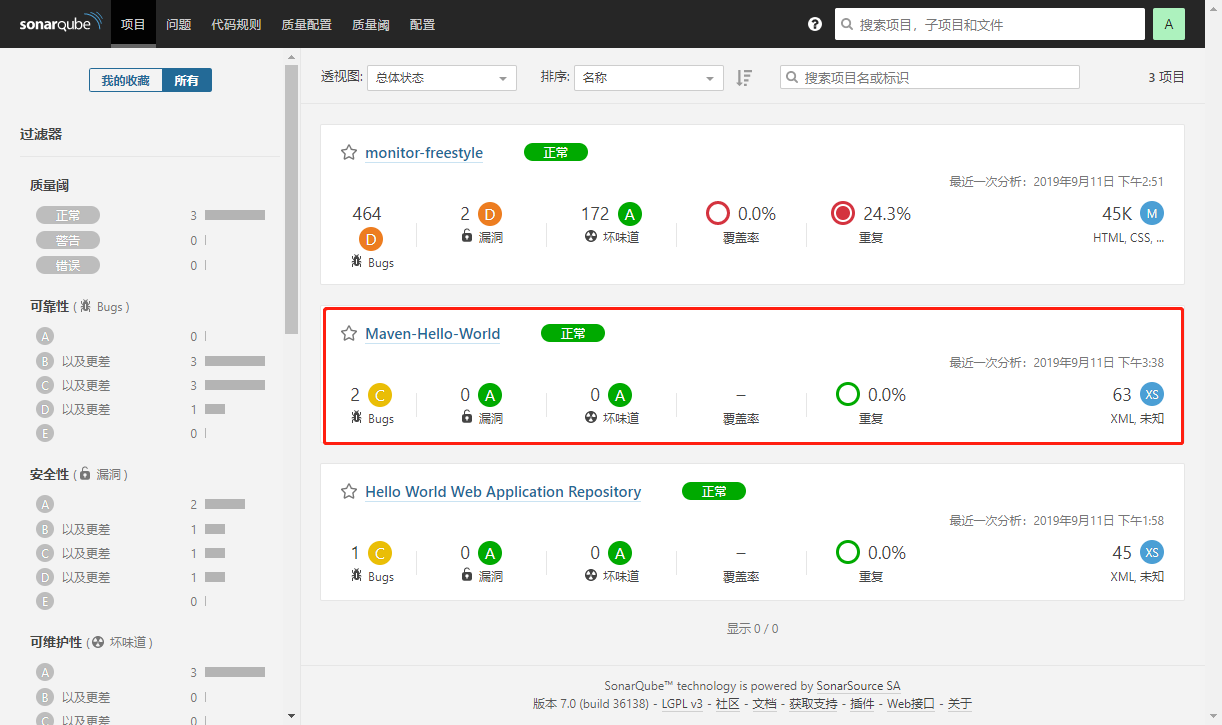 sonarqube 项目 问题 代码规则 质量配置 质量阈 配置 搜索项目，子项目和文件 A
我的收藏 所有
过滤器
质量阈
正常 3
警告 0
错误 0
可靠性 ( Bugs )
A 0
B 以及更差 3
C 以及更差 3
D 以及更差 1
E 0
安全性 ( 漏洞 )
A 2
B 以及更差 1
C 以及更差 1
D 以及更差 1
E 0
可维护性 ( 坏味道 )
A 3
B 以及更差 0
C 以及更差 0
透视图: 总体状态 排序: 名称 搜索项目名或标识 3 项目
monitor-freestyle 正常
最近一次分析：2019年9月11日 下午2:51
464 D 2 D 172 A 0.0% 24.3% 45K M
Bugs 漏洞 坏味道 覆盖率 重复 HTML, CSS, ...
Maven-Hello-World 正常
最近一次分析：2019年9月11日 下午3:38
2 C 0 A 0 A – 0.0% 63 XS
Bugs 漏洞 坏味道 覆盖率 重复 XML, 未知
Hello World Web Application Repository 正常
最近一次分析：2019年9月11日 下午1:58
1 C 0 A 0 A – 0.0% 45 XS
Bugs 漏洞 坏味道 覆盖率 重复 XML, 未知
显示 0 / 0
SonarQube™ technology is powered by SonarSource SA
版本 7.0 (build 36138) - LGPL v3 - 社区 - 文档 - 获取支持 - 插件 - Web接口 - 关于